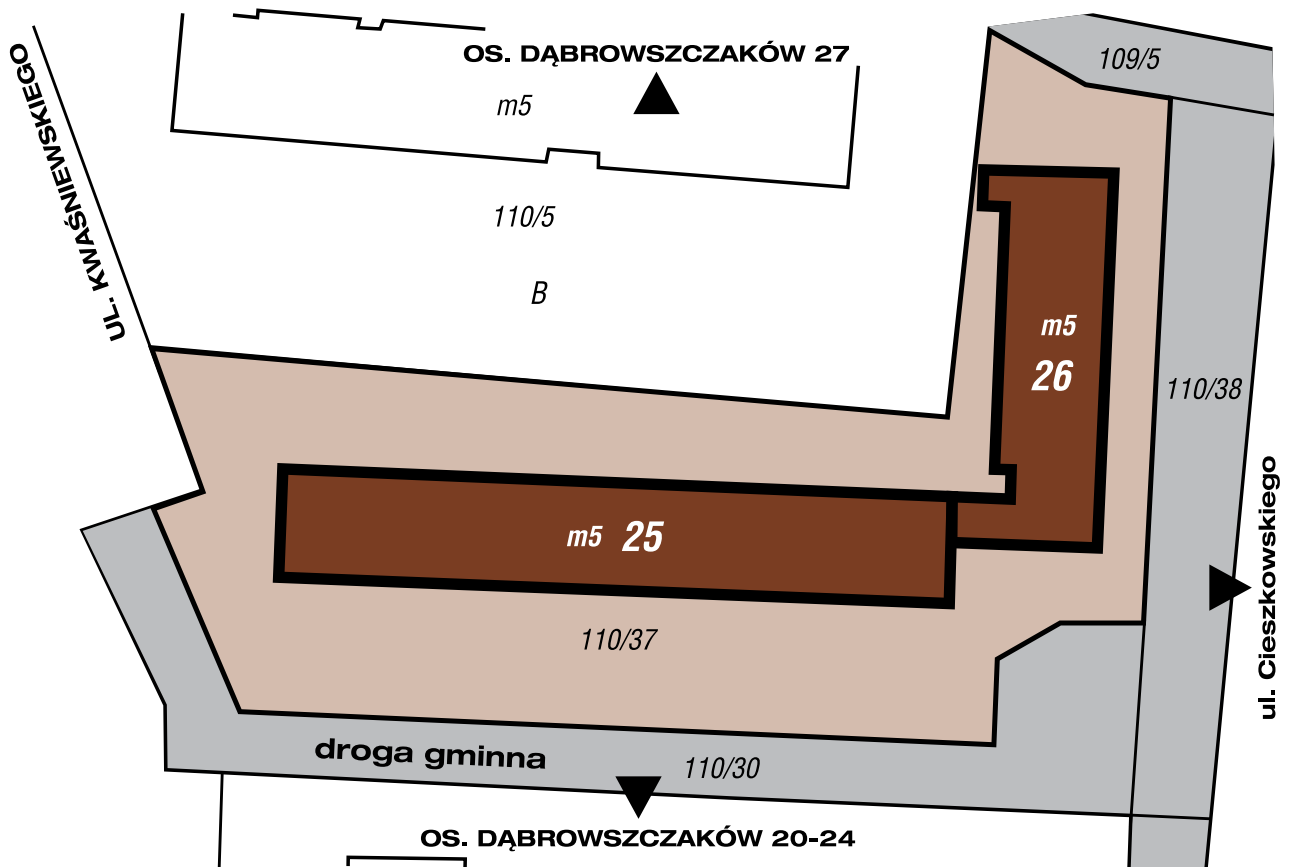 OS. DĄBROWSZCZAKÓW 27
109/5
m5
UL. KWAŚNIEWSKIEGO
110/5
B
m5
26
110/38
m5 25
110/37
ul. Cieszkowskiego
droga gminna
110/30
OS. DĄBROWSZCZAKÓW 20-24